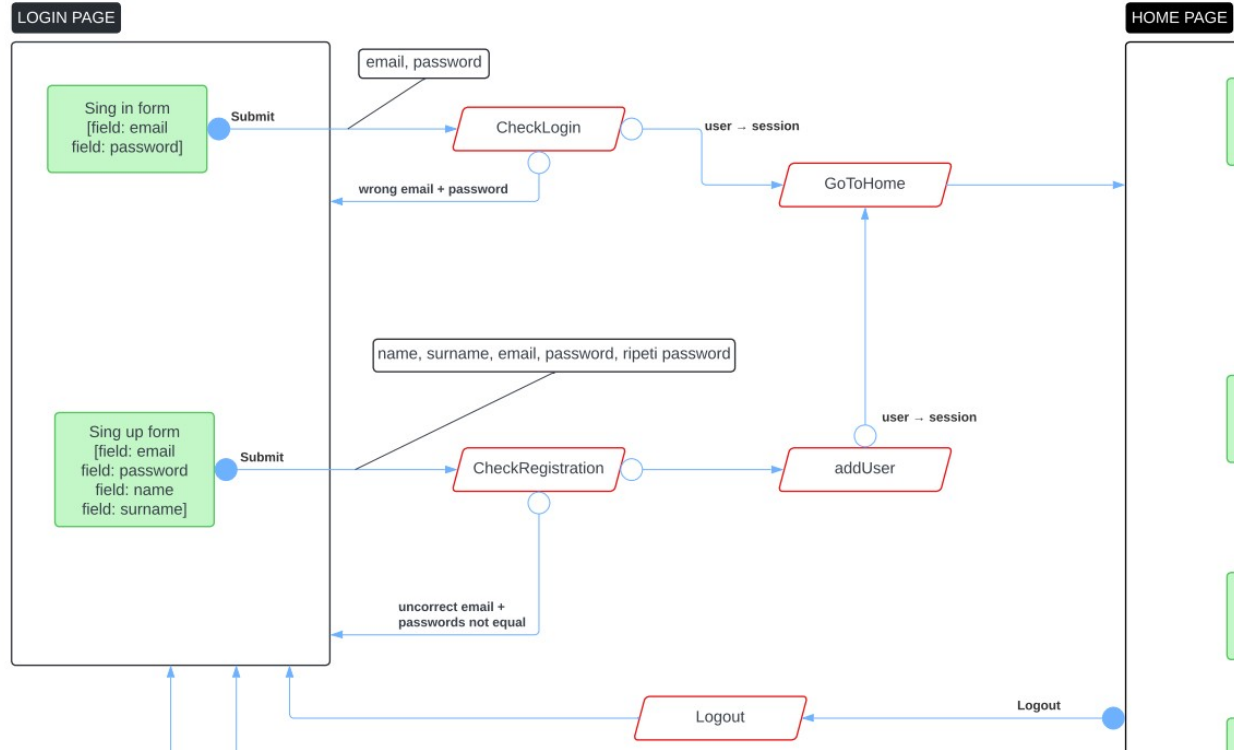 LOGIN PAGE
HOME PAGE
email, password
Sing in form
[field: email
field: password]
Submit
CheckLogin
user → session
wrong email + password
GoToHome
name, surname, email, password, ripeti password
user → session
Sing up form
[field: email
field: password
field: name
field: surname]
Submit
CheckRegistration
addUser
uncorrect email +
passwords not equal
Logout
Logout